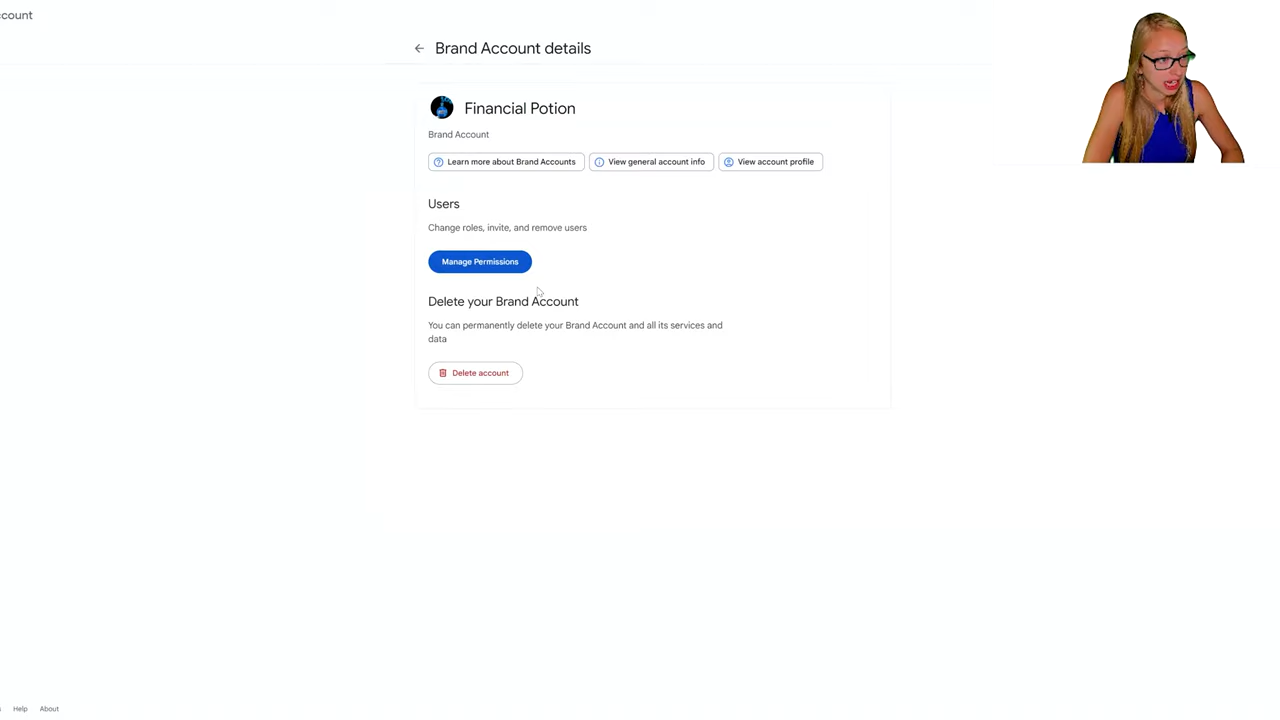 Brand Account details
Financial Potion
Brand Account
Learn more about Brand Accounts View general account info View account profile
Users
Change roles, invite, and remove users
Manage Permissions
Delete your Brand Account
You can permanently delete your Brand Account and all its services and
data
Delete account
Help About